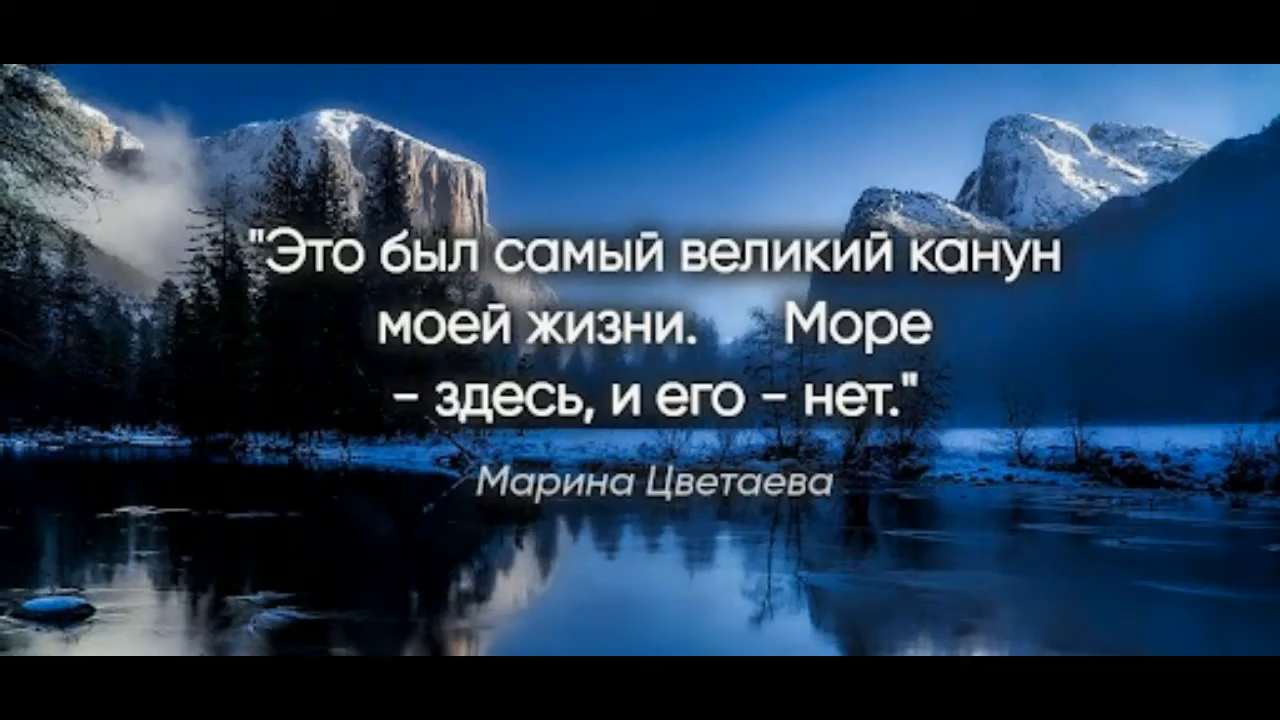 "Это был самый великий канун
моей жизни. Море
- здесь, и его - нет."
Марина Цветаева